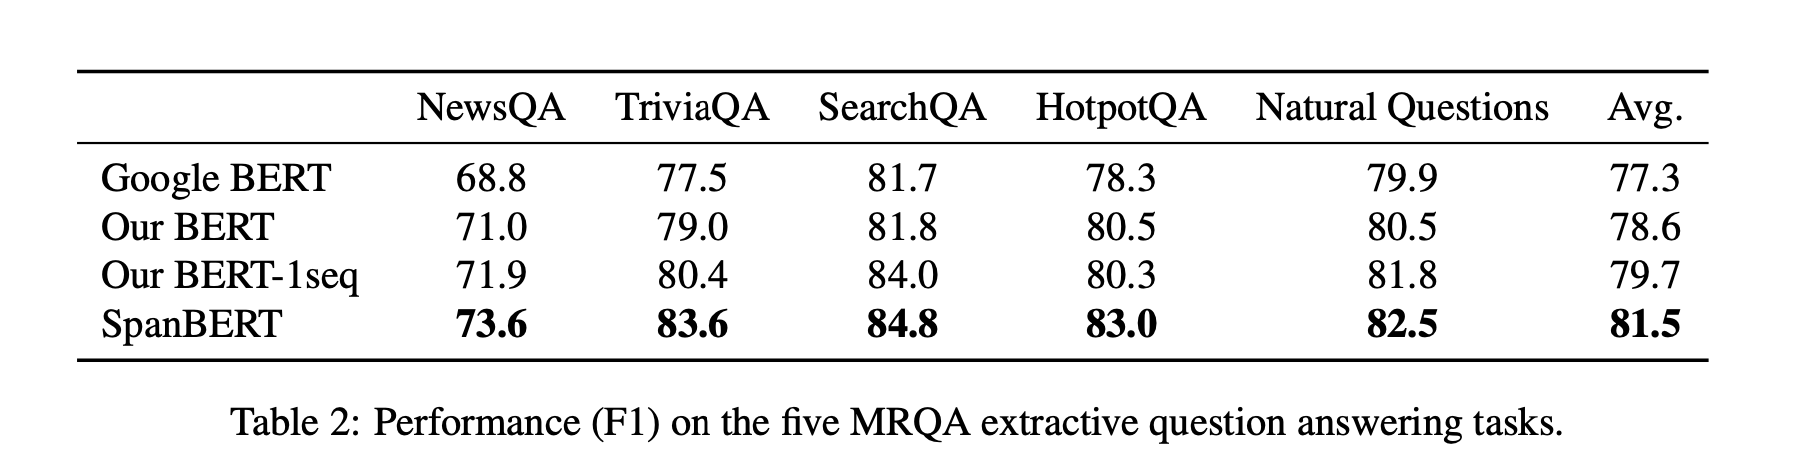 NewsQA TriviaQA SearchQA HotpotQA Natural Questions Avg.
Google BERT 68.8 77.5 81.7 78.3 79.9 77.3
Our BERT 71.0 79.0 81.8 80.5 80.5 78.6
Our BERT-1seq 71.9 80.4 84.0 80.3 81.8 79.7
SpanBERT 73.6 83.6 84.8 83.0 82.5 81.5
Table 2: Performance (F1) on the five MRQA extractive question answering tasks.